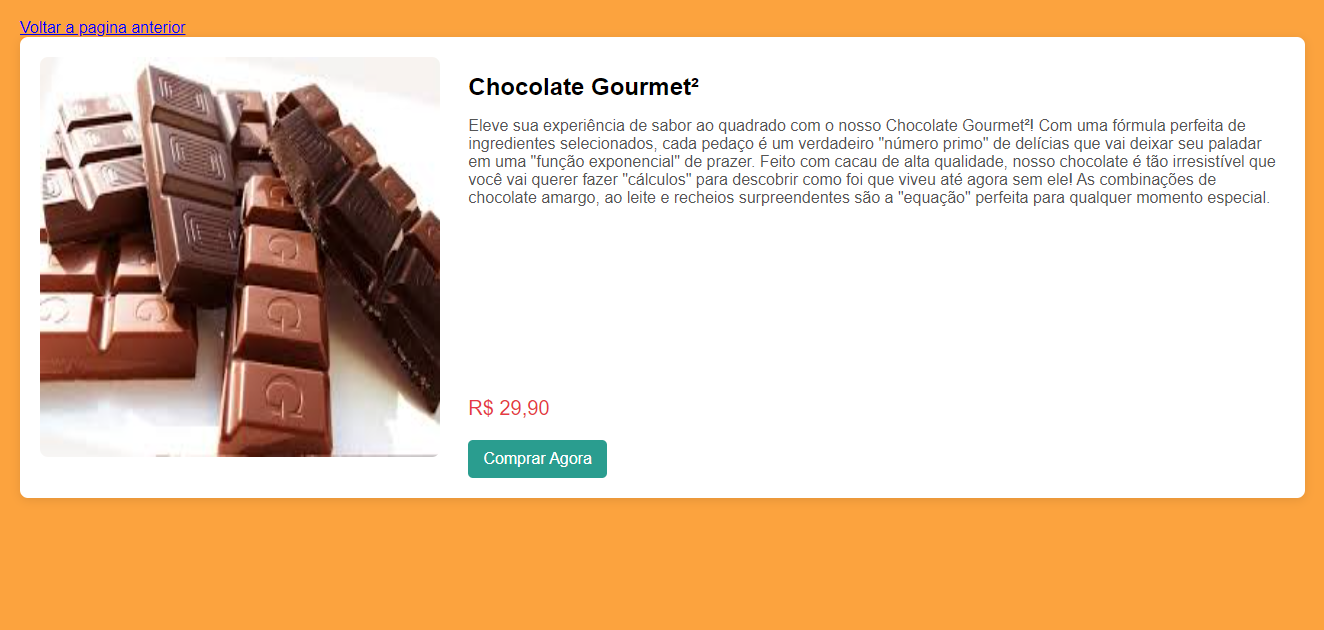 Voltar a pagina anterior
Chocolate Gourmet²
Eleve sua experiência de sabor ao quadrado com o nosso Chocolate Gourmet²! Com uma fórmula perfeita de
ingredientes selecionados, cada pedaço é um verdadeiro "número primo" de delícias que vai deixar seu paladar
em uma "função exponencial" de prazer. Feito com cacau de alta qualidade, nosso chocolate é tão irresistível que
você vai querer fazer "cálculos" para descobrir como foi que viveu até agora sem ele! As combinações de
chocolate amargo, ao leite e recheios surpreendentes são a "equação" perfeita para qualquer momento especial.
G
G
G
G
G
R$ 29,90
Comprar Agora